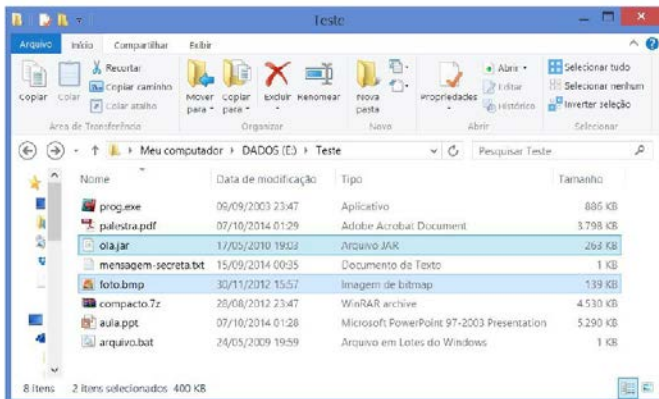 Teste
Arquivo Início Compartilhar Exibir
Copiar Colar Recortar Copiar caminho Colar atalho
Mover para Copiar para Excluir Renomear Nova pasta
Propriedades Abrir Editar Histórico
Selecionar tudo Selecionar nenhum Inverter seleção
Área de Transferência Organizar Novo Abrir Selecionar
Meu computador DADOS (E:) Teste Pesquisar Teste
Nome Data de modificação Tipo Tamanho
prog.exe 09/09/2003 23:47 Aplicativo 886 KB
palestra.pdf 07/10/2014 01:29 Adobe Acrobat Document 3.798 KB
ola.jar 17/05/2010 19:03 Arquivo JAR 263 KB
mensagem-secreta.txt 15/09/2014 00:35 Documento de Texto 1 KB
foto.bmp 30/11/2012 15:57 Imagem de bitmap 139 KB
compacto.7z 28/08/2012 23:47 WinRAR archive 4.530 KB
aula.ppt 07/10/2014 01:28 Microsoft PowerPoint 97-2003 Presentation 5.290 KB
arquivo.bat 24/05/2009 19:59 Arquivo em Lotes do Windows 1 KB
8 itens 2 itens selecionados 400 KB